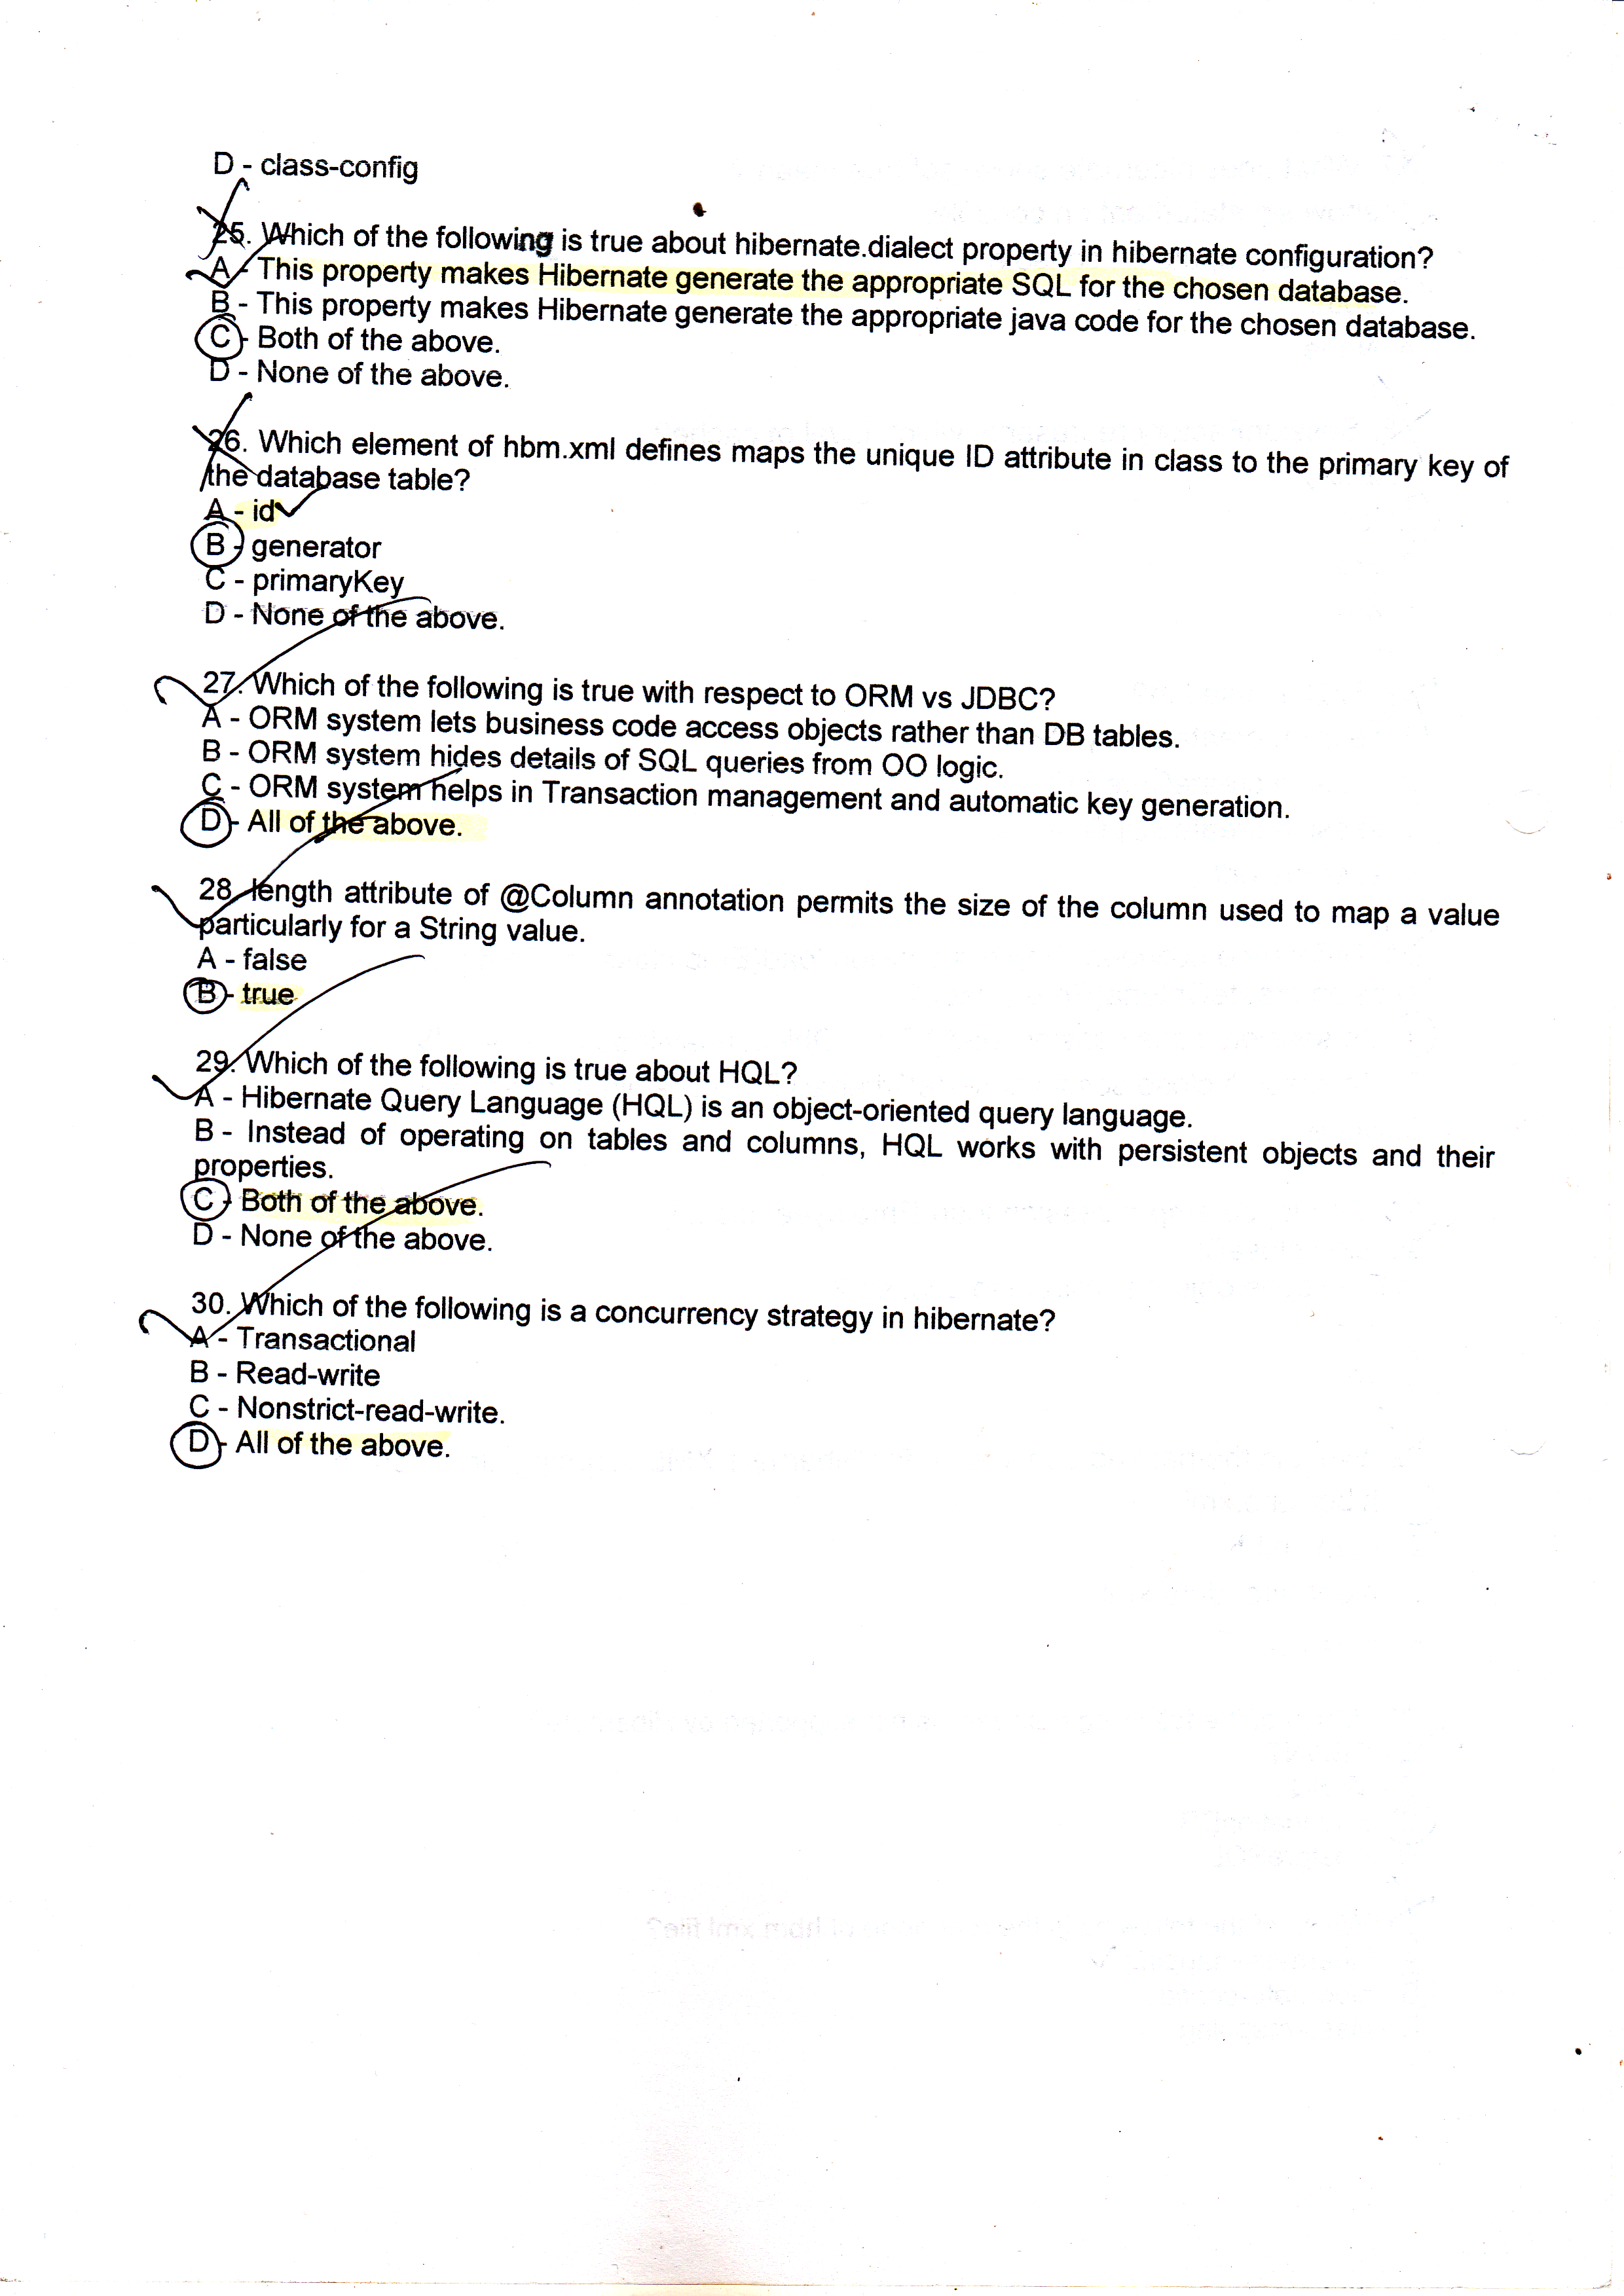 D - class-config
25. Which of the following is true about hibernate.dialect property in hibernate configuration?
A - This property makes Hibernate generate the appropriate SQL for the chosen database.
B - This property makes Hibernate generate the appropriate java code for the chosen database.
C - Both of the above.
D - None of the above.
26. Which element of hbm.xml defines maps the unique ID attribute in class to the primary key of
the database table?
A - id
B - generator
C - primaryKey
D - None of the above.
27. Which of the following is true with respect to ORM vs JDBC?
A - ORM system lets business code access objects rather than DB tables.
B - ORM system hides details of SQL queries from OO logic.
C - ORM system helps in Transaction management and automatic key generation.
D - All of the above.
28. length attribute of @Column annotation permits the size of the column used to map a value
particularly for a String value.
A - false
B - true
29. Which of the following is true about HQL?
A - Hibernate Query Language (HQL) is an object-oriented query language.
B - Instead of operating on tables and columns, HQL works with persistent objects and their
properties.
C - Both of the above.
D - None of the above.
30. Which of the following is a concurrency strategy in hibernate?
A - Transactional
B - Read-write
C - Nonstrict-read-write.
D - All of the above.